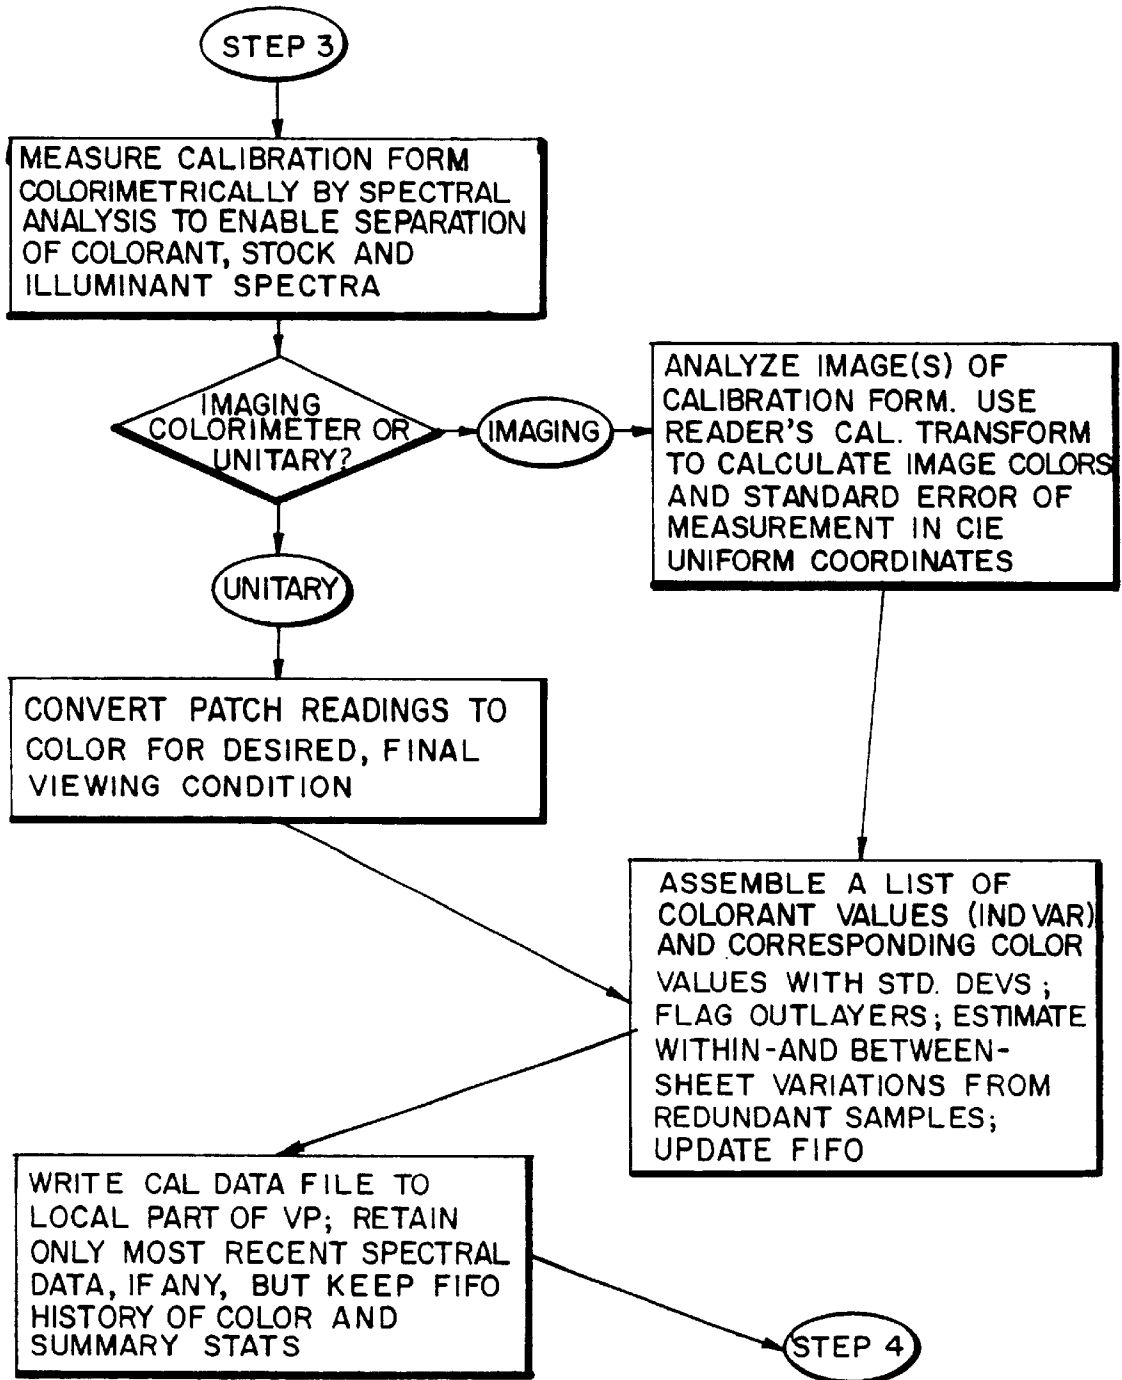 STEP 3
MEASURE CALIBRATION FORM
COLORIMETRICALLY BY SPECTRAL
ANALYSIS TO ENABLE SEPARATION
OF COLORANT, STOCK AND
ILLUMINANT SPECTRA
IMAGING
COLORIMETER OR
UNITARY?
IMAGING
ANALYZE IMAGE(S) OF
CALIBRATION FORM. USE
READER'S CAL. TRANSFORM
TO CALCULATE IMAGE COLORS
AND STANDARD ERROR OF
MEASUREMENT IN CIE
UNIFORM COORDINATES
UNITARY
CONVERT PATCH READINGS TO
COLOR FOR DESIRED, FINAL
VIEWING CONDITION
ASSEMBLE A LIST OF
COLORANT VALUES (IND VAR)
AND CORRESPONDING COLOR
VALUES WITH STD. DEVS;
FLAG OUTLAYERS; ESTIMATE
WITHIN-AND BETWEEN-
SHEET VARIATIONS FROM
REDUNDANT SAMPLES;
UPDATE FIFO
WRITE CAL DATA FILE TO
LOCAL PART OF VP; RETAIN
ONLY MOST RECENT SPECTRAL
DATA, IF ANY, BUT KEEP FIFO
HISTORY OF COLOR AND
SUMMARY STATS
STEP 4